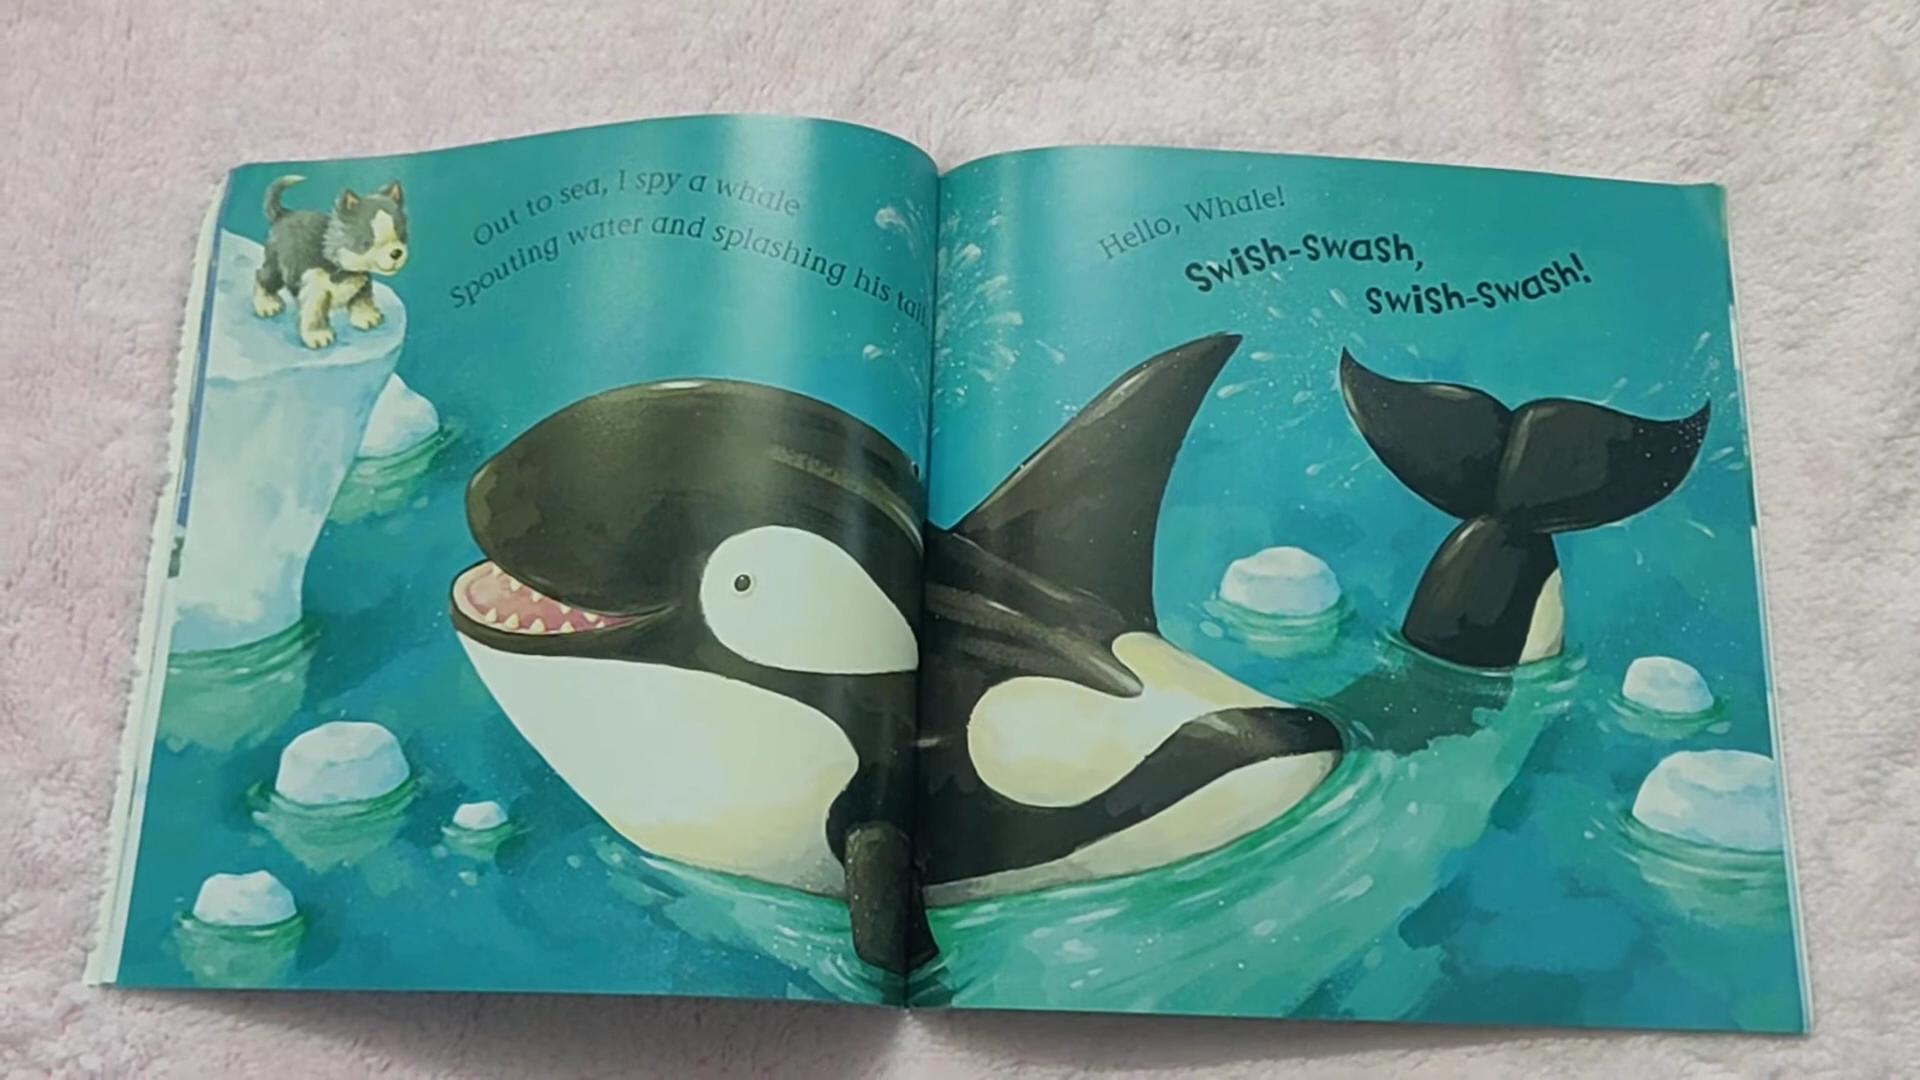 Out to sea, I spy a whale
Spouting water and splashing his tail.
Hello, Whale!
Swish-swash,
Swish-swash!